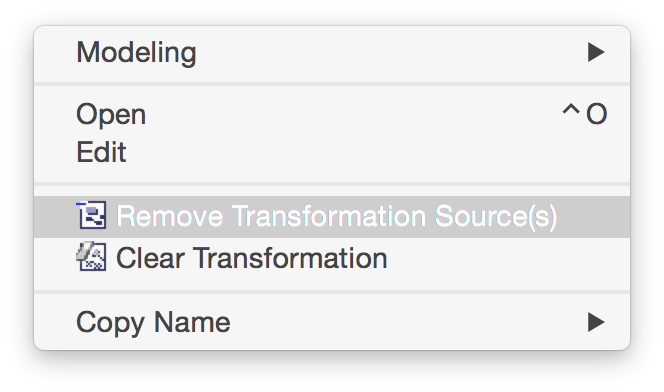 Modeling ▶
Open ^ O
Edit
Remove Transformation Source(s)
Clear Transformation
Copy Name ▶